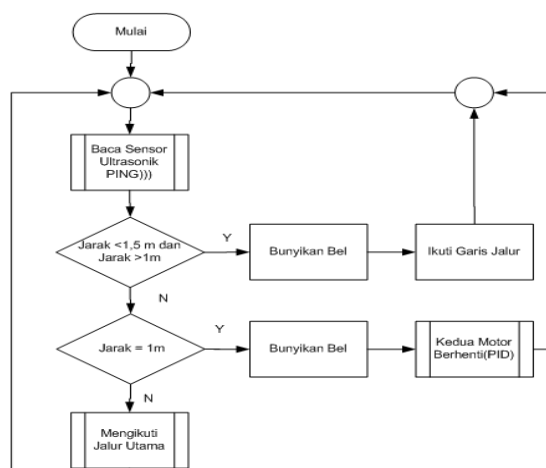 Mulai
Baca Sensor
Ultrasonik
PING)))
Jarak <1,5 m dan
Jarak >1m
Y
Bunyikan Bel
Ikuti Garis Jalur
N
Jarak = 1m
Y
Bunyikan Bel
Kedua Motor
Berhenti(PID)
N
Mengikuti
Jalur Utama